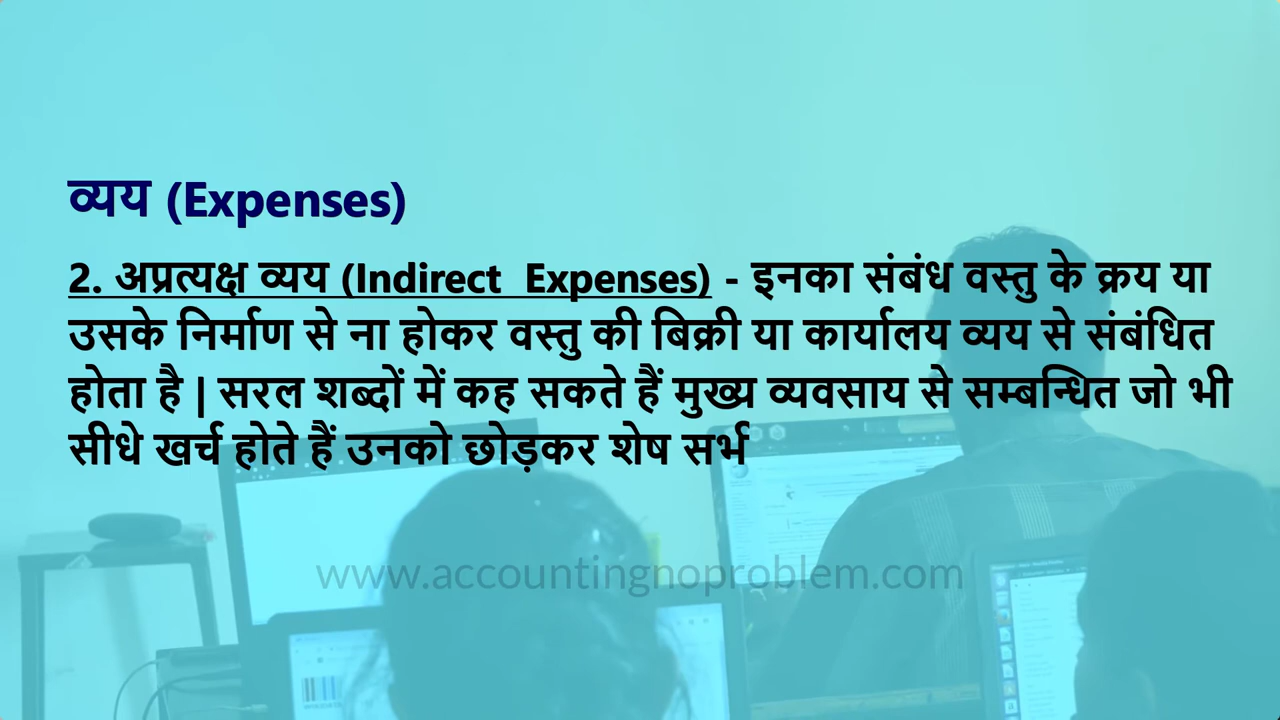 व्यय (Expenses)
2. अप्रत्यक्ष व्यय (Indirect Expenses) - इनका संबंध वस्तु के क्रय या
उसके निर्माण से ना होकर वस्तु की बिक्री या कार्यालय व्यय से संबंधित
होता है | सरल शब्दों में कह सकते हैं मुख्य व्यवसाय से सम्बन्धित जो भी
सीधे खर्च होते हैं उनको छोड़कर शेष सर्भ
www.accountingnoproblem.com